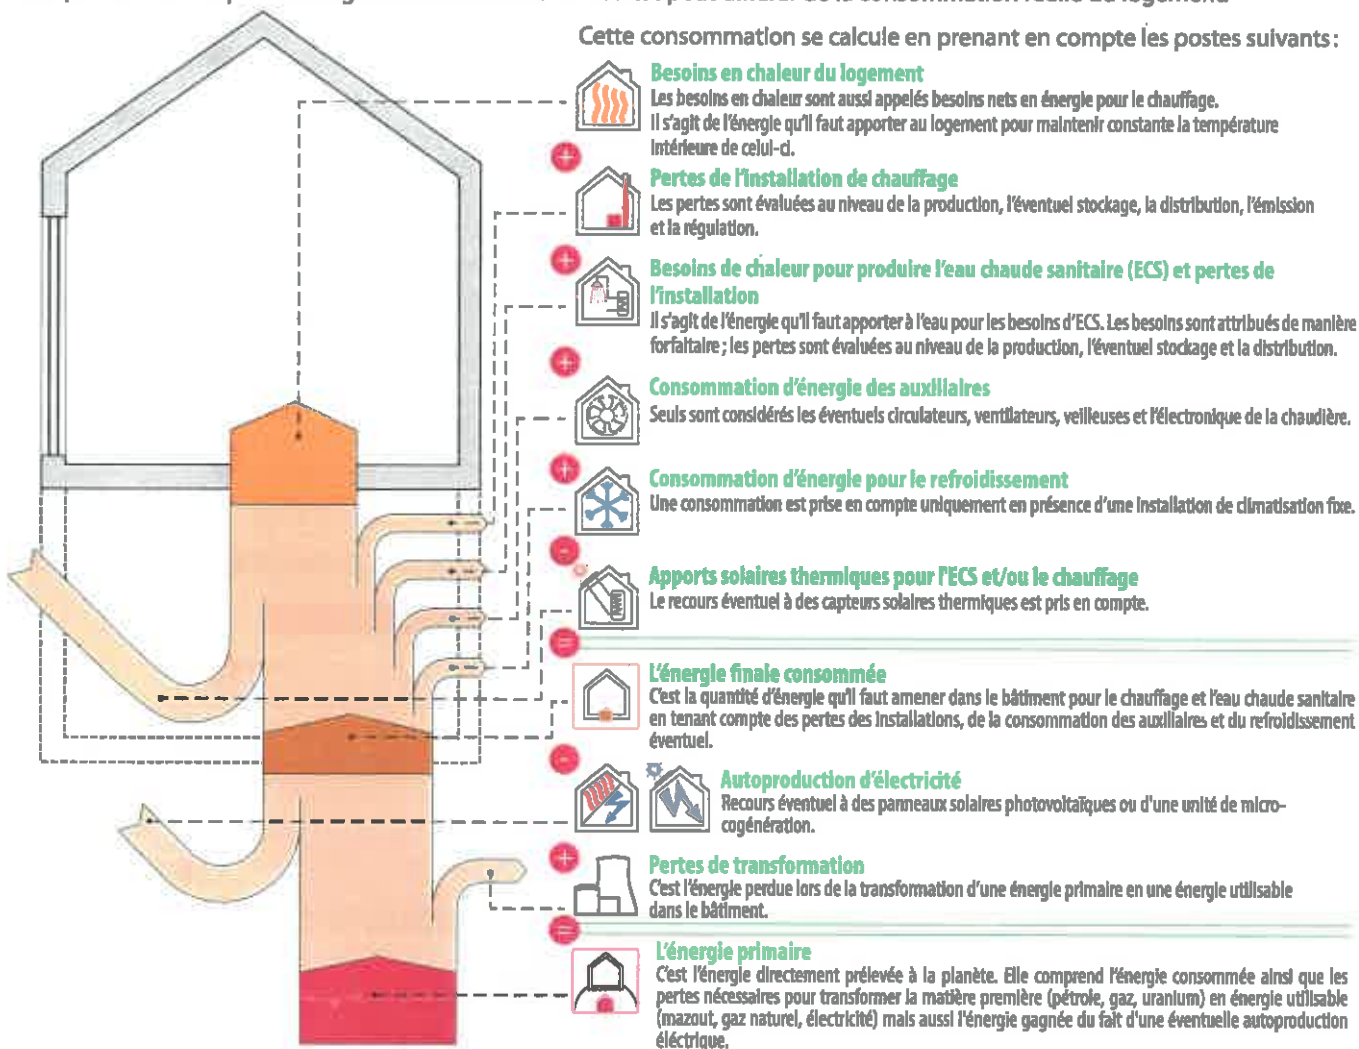 de la consommation réelle du logement.
Cette consommation se calcule en prenant en compte les postes suivants :
Besoins en chaleur du logement
Les besoins en chaleur sont aussi appelés besoins nets en énergie pour le chauffage.
Il s'agit de l'énergie qu'il faut apporter au logement pour maintenir constante la température
intérieure de celui-ci.
+
Pertes de l'installation de chauffage
Les pertes sont évaluées au niveau de la production, l'éventuel stockage, la distribution, l'émission
et la régulation.
+
Besoins de chaleur pour produire l'eau chaude sanitaire (ECS) et pertes de
l'installation
Il s'agit de l'énergie qu'il faut apporter à l'eau pour les besoins d'ECS. Les besoins sont attribués de manière
forfaitaire ; les pertes sont évaluées au niveau de la production, l'éventuel stockage et la distribution.
+
Consommation d'énergie des auxiliaires
Seuls sont considérés les éventuels circulateurs, ventilateurs, veilleuses et l'électronique de la chaudière.
+
Consommation d'énergie pour le refroidissement
Une consommation est prise en compte uniquement en présence d'une installation de climatisation fixe.
-
Apports solaires thermiques pour l'ECS et/ou le chauffage
Le recours éventuel à des capteurs solaires thermiques est pris en compte.
=
L'énergie finale consommée
C'est la quantité d'énergie qu'il faut amener dans le bâtiment pour le chauffage et l'eau chaude sanitaire
en tenant compte des pertes des installations, de la consommation des auxiliaires et du refroidissement
éventuel.
-
Autoproduction d'électricité
Recours éventuel à des panneaux solaires photovoltaïques ou d'une unité de micro-
cogénération.
+
Pertes de transformation
C'est l'énergie perdue lors de la transformation d'une énergie primaire en une énergie utilisable
dans le bâtiment.
=
L'énergie primaire
C'est l'énergie directement prélevée à la planète. Elle comprend l'énergie consommée ainsi que les
pertes nécessaires pour transformer la matière première (pétrole, gaz, uranium) en énergie utilisable
(mazout, gaz naturel, électricité) mais aussi l'énergie gagnée du fait d'une éventuelle autoproduction
éléctrique.